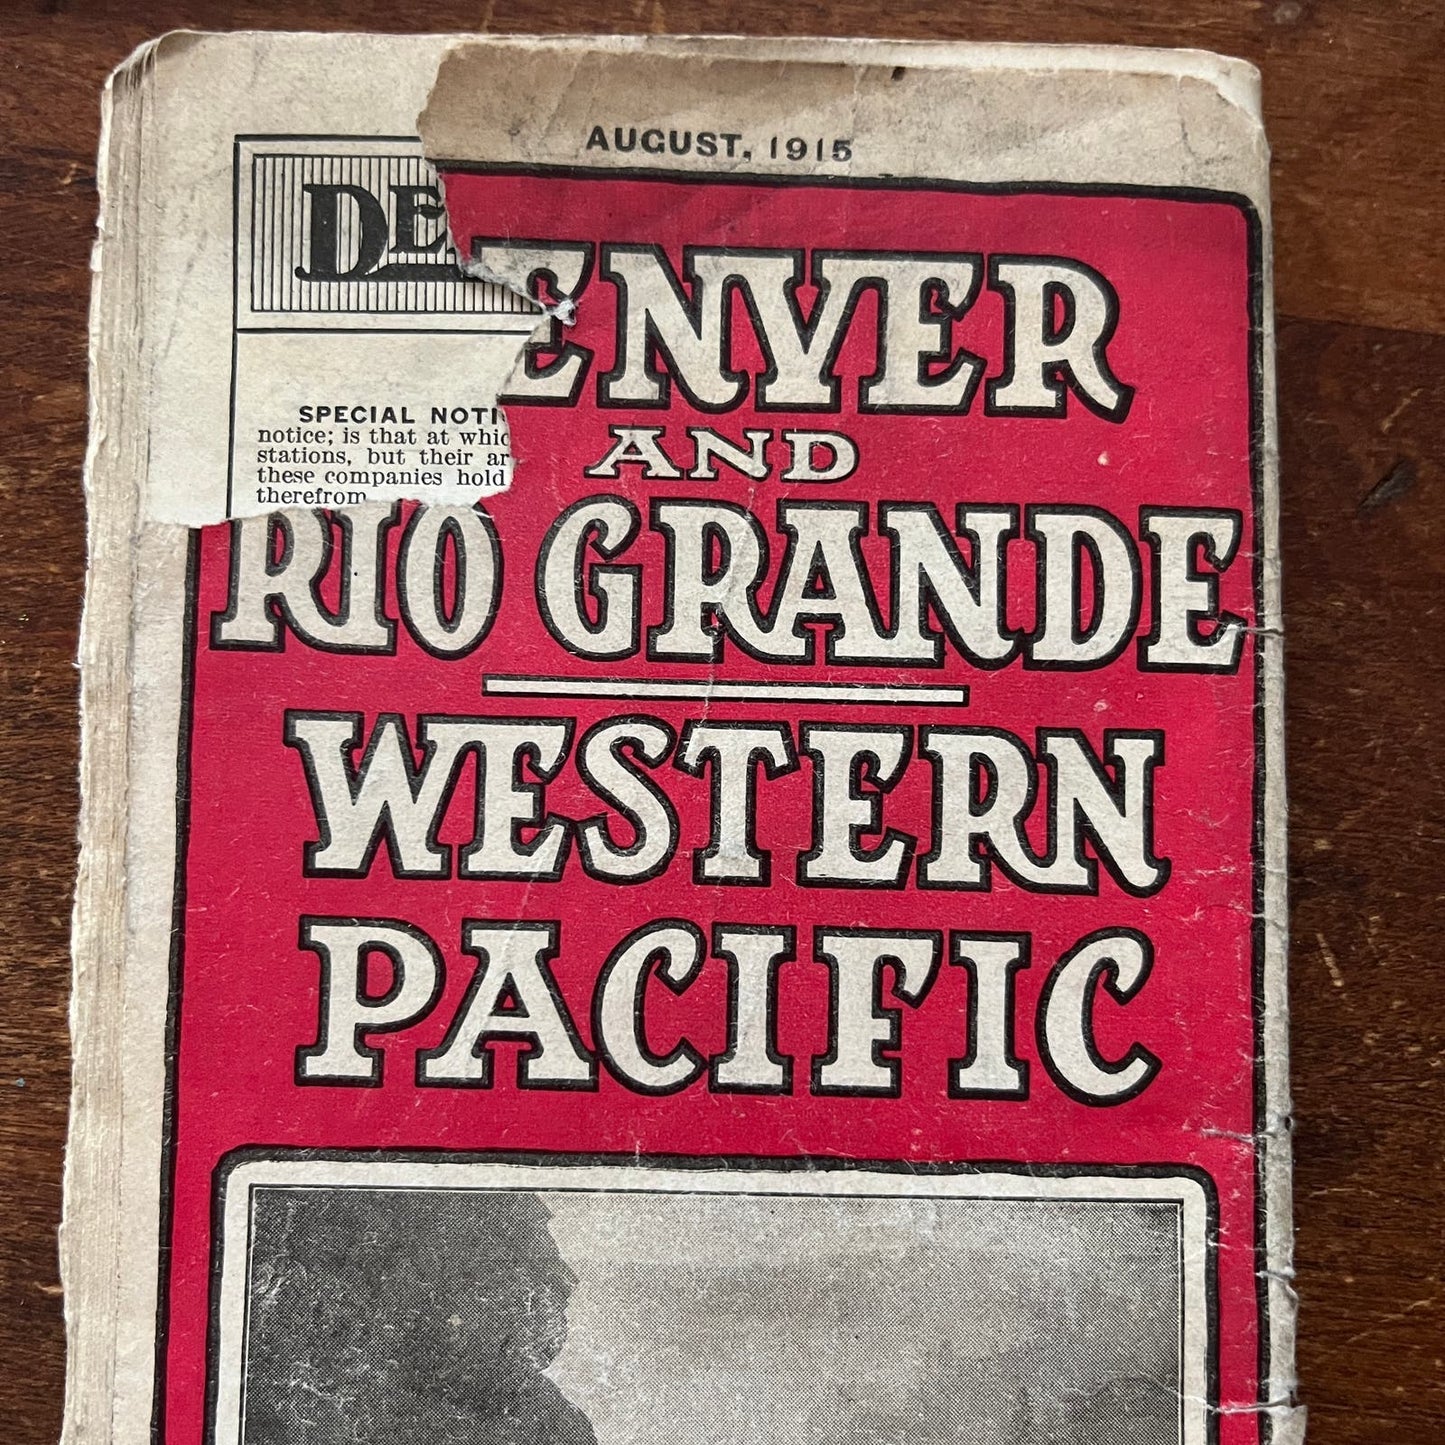 AUGUST, 1915
DE
ENVER
AND
RIO GRANDE
WESTERN
PACIFIC
SPECIAL NOTI
notice; is that at whic
stations, but their ar
these companies hold
therefrom